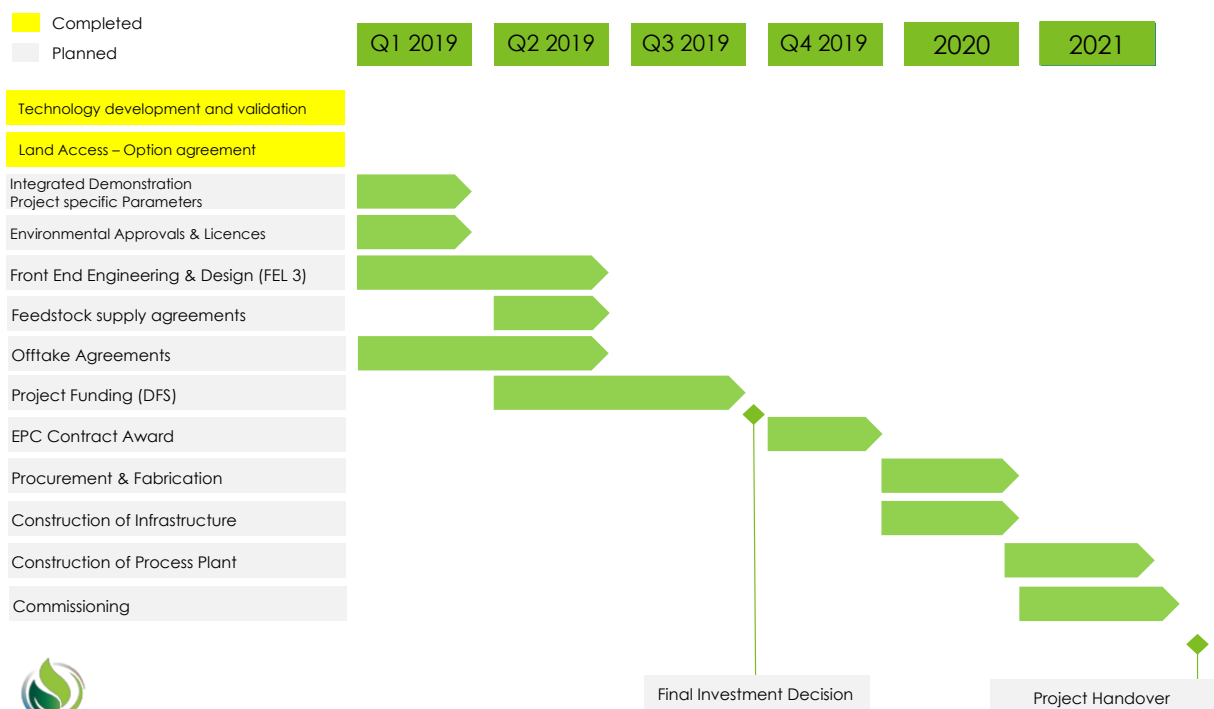 Completed
Planned
Q1 2019
Q2 2019
Q3 2019
Q4 2019
2020
2021
Technology development and validation
Land Access – Option agreement
Integrated Demonstration
Project specific Parameters
Environmental Approvals & Licences
Front End Engineering & Design (FEL 3)
Feedstock supply agreements
Offtake Agreements
Project Funding (DFS)
EPC Contract Award
Procurement & Fabrication
Construction of Infrastructure
Construction of Process Plant
Commissioning
Final Investment Decision
Project Handover